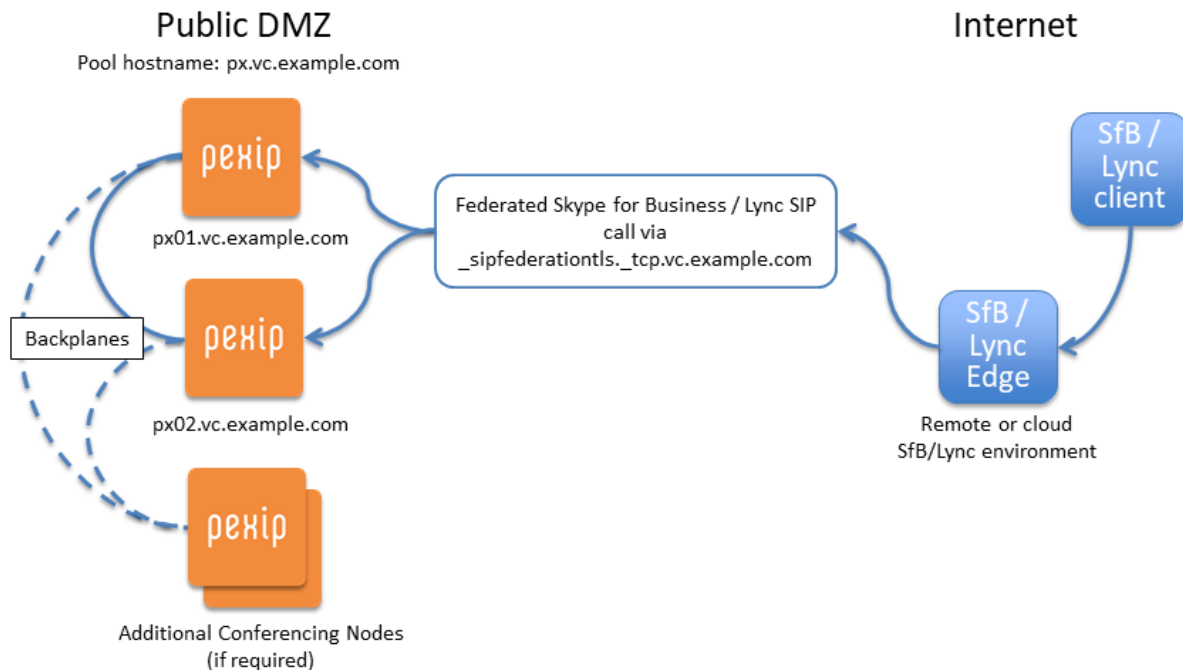 Public DMZ
Pool hostname: px.vc.example.com
pexip
px01.vc.example.com
pexip
px02.vc.example.com
Backplanes
pexip
Additional Conferencing Nodes
(if required)
Federated Skype for Business / Lync SIP
call via
_sipfederationtls._tcp.vc.example.com
Internet
SfB /
Lync
client
SfB /
Lync
Edge
Remote or cloud
SfB/Lync environment